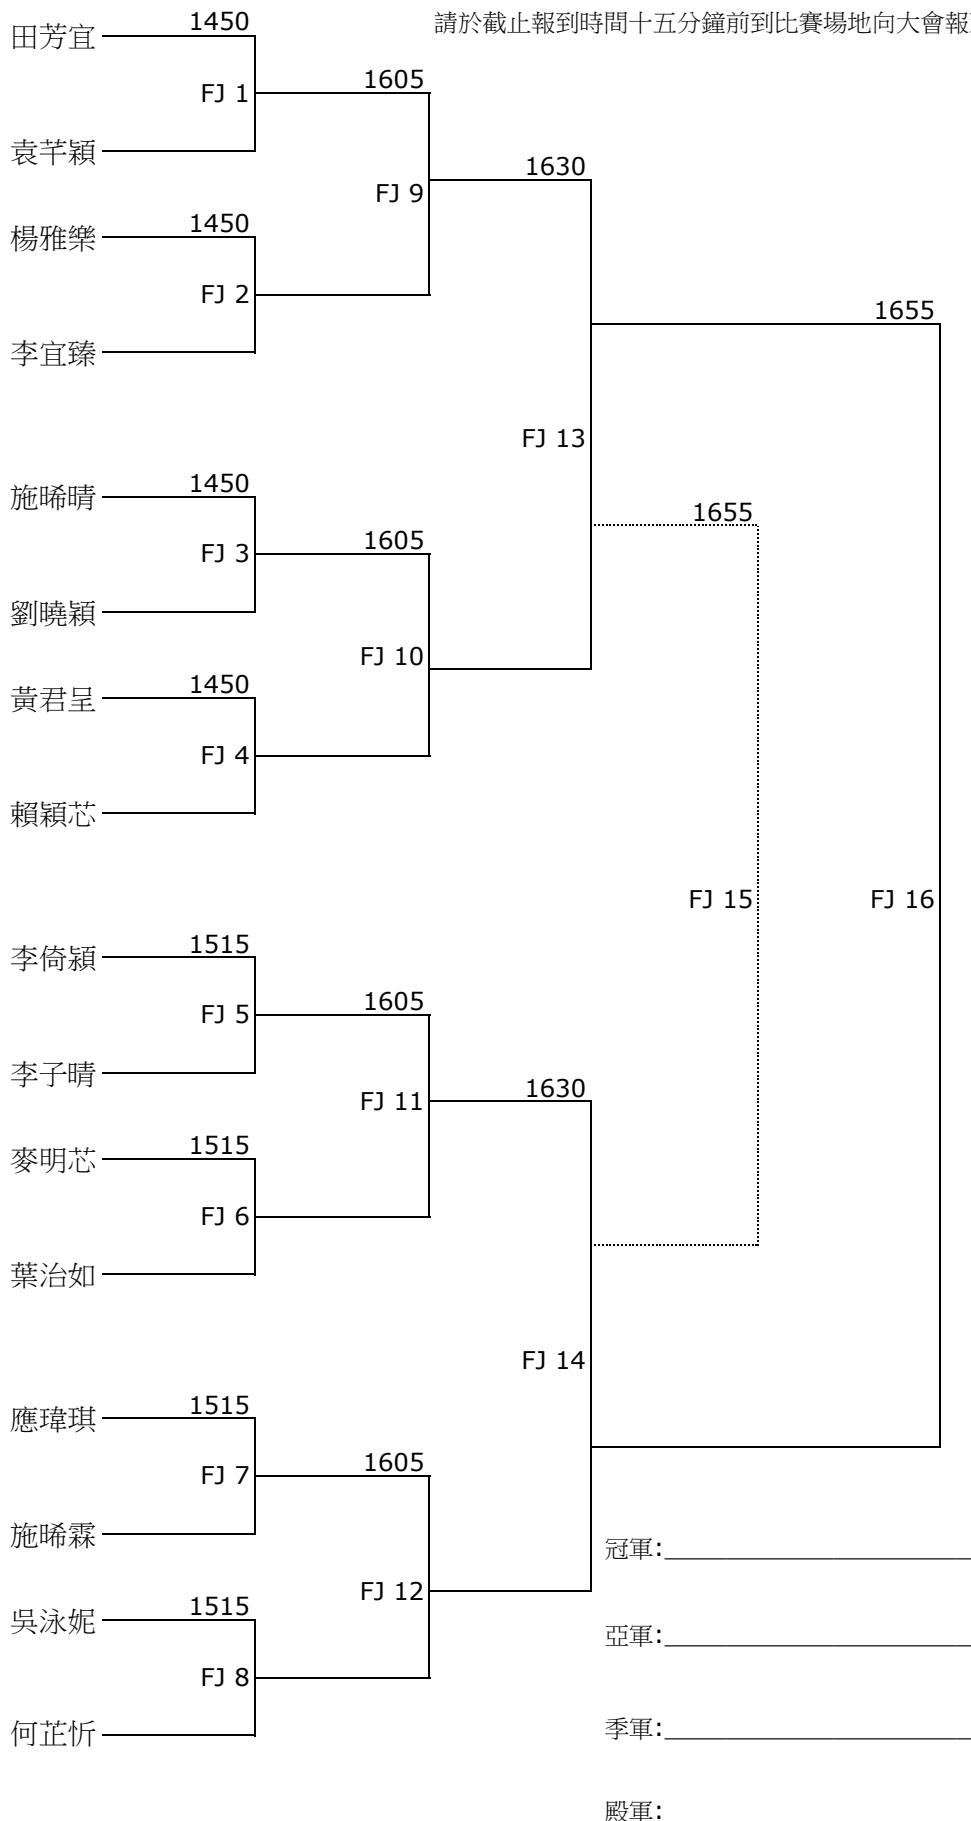 請於截止報到時間十五分鐘前到比賽場地向大會報
田芳宜 1450
FJ 1 1605
袁芊穎
1630
FJ 9
楊雅樂 1450
FJ 2
1655
李宜臻
FJ 13
施晞晴 1450
1655
FJ 3 1605
劉曉穎
FJ 10
黃君呈 1450
FJ 4
賴穎芯
FJ 15 FJ 16
李倚潁 1515
FJ 5 1605
李子晴
1630
FJ 11
麥明芯 1515
FJ 6
葉治如
FJ 14
應瑋琪 1515
FJ 7 1605
施晞霖
冠軍:
FJ 12
吳泳妮 1515
亞軍:
FJ 8
何芷忻
季軍:
殿軍: